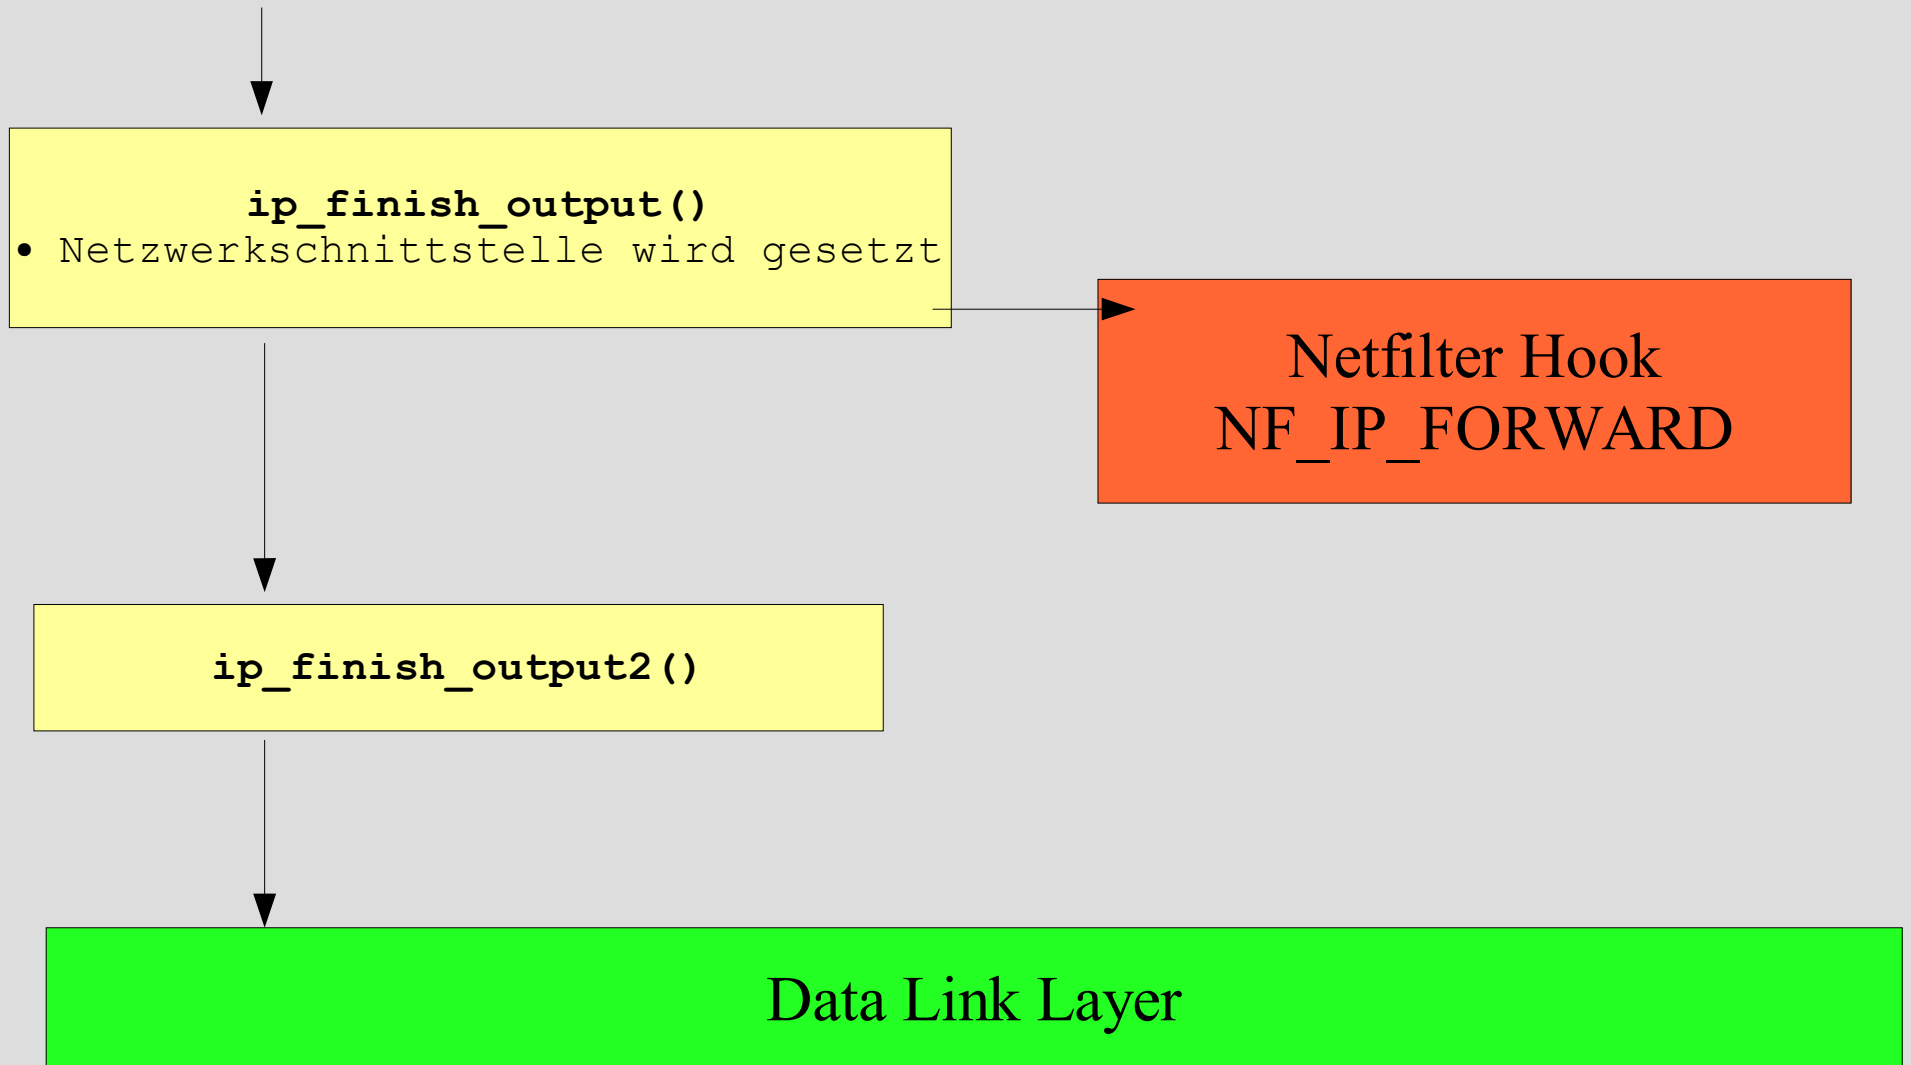 ip_finish_output()
• Netzwerkschnittstelle wird gesetzt
Netfilter Hook
NF_IP_FORWARD
ip_finish_output2()
Data Link Layer